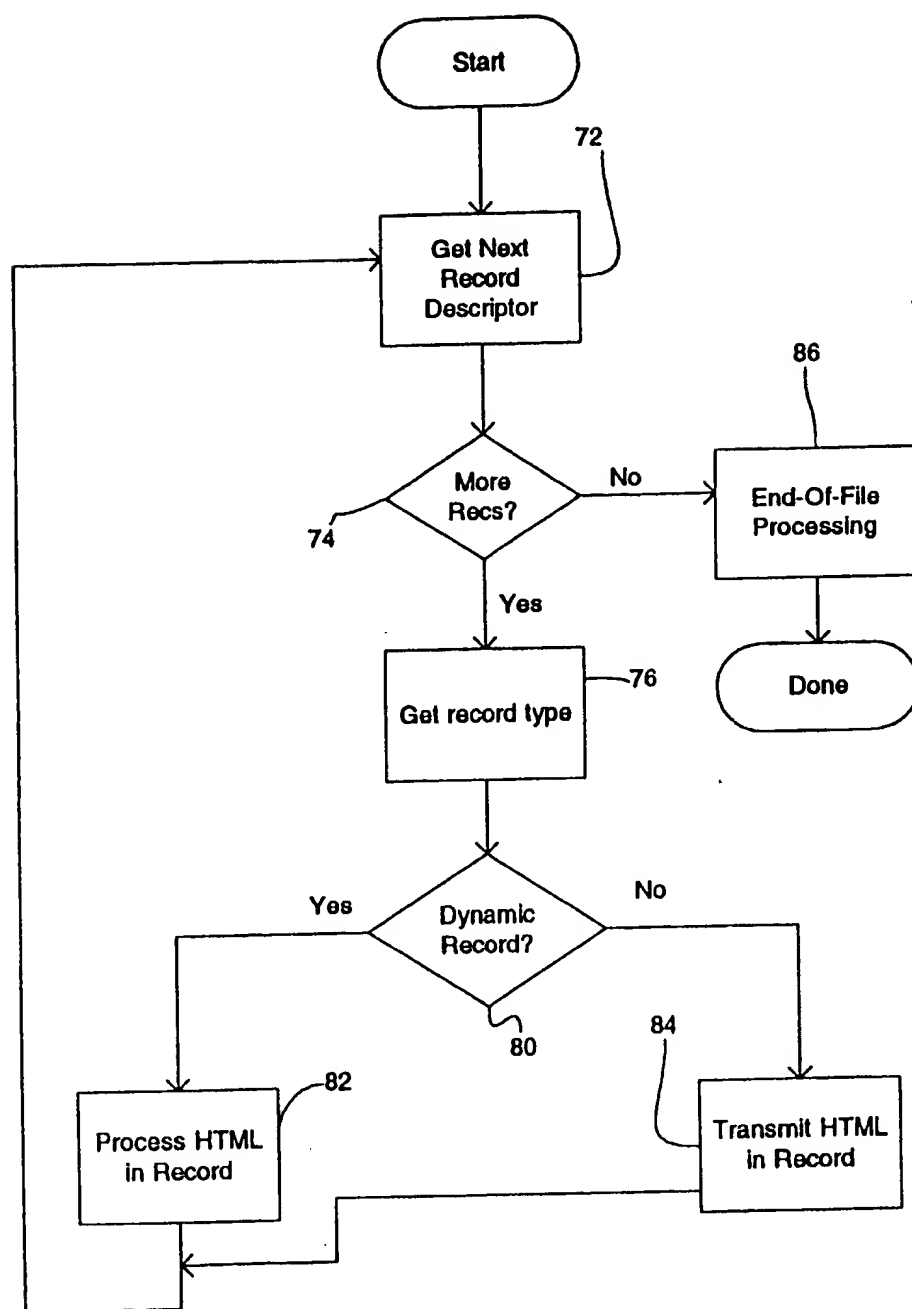 Start
72
Get Next
Record
Descriptor
86
More
Recs?
No
End-Of-File
Processing
74
Yes
76
Get record type
Done
Yes
Dynamic
Record?
No
80
84
82
Process HTML
in Record
Transmit HTML
in Record